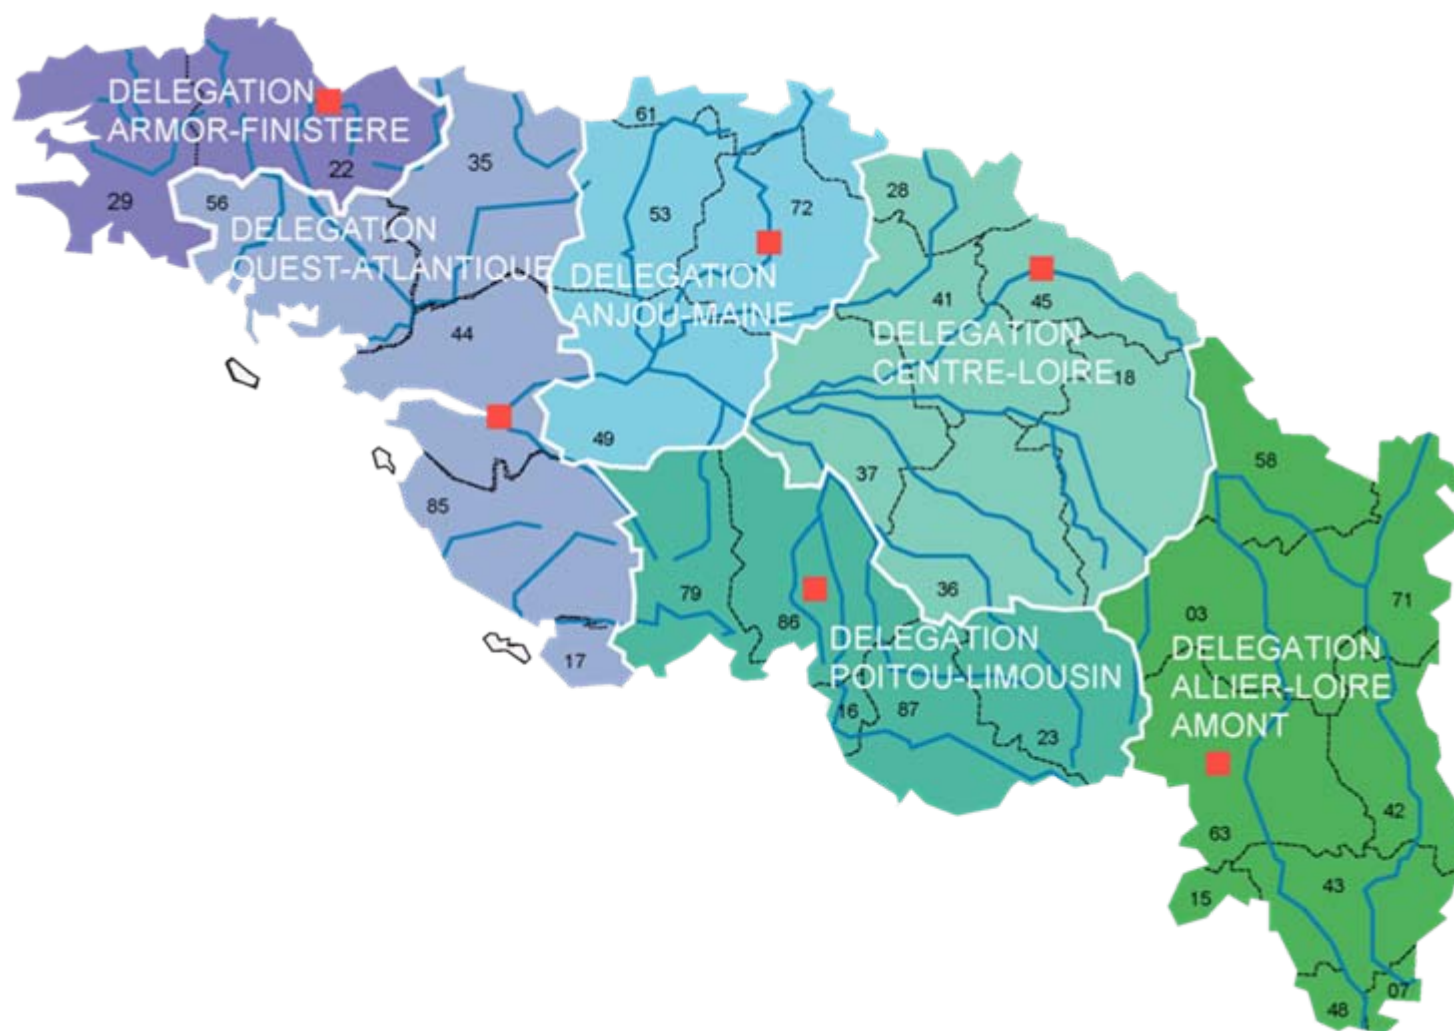 DELEGATION
ARMOR-FINISTERE
22
29
56
35
DELEGATION
OUEST-ATLANTIQUE
44
85
17
61
53
72
DELEGATION
ANJOU-MAINE
49
28
41
45
DELEGATION
CENTRE-LOIRE
18
37
36
79
86
DELEGATION
POITOU-LIMOUSIN
16
87
23
58
03
71
DELEGATION
ALLIER-LOIRE
AMONT
42
63
43
15
48
07